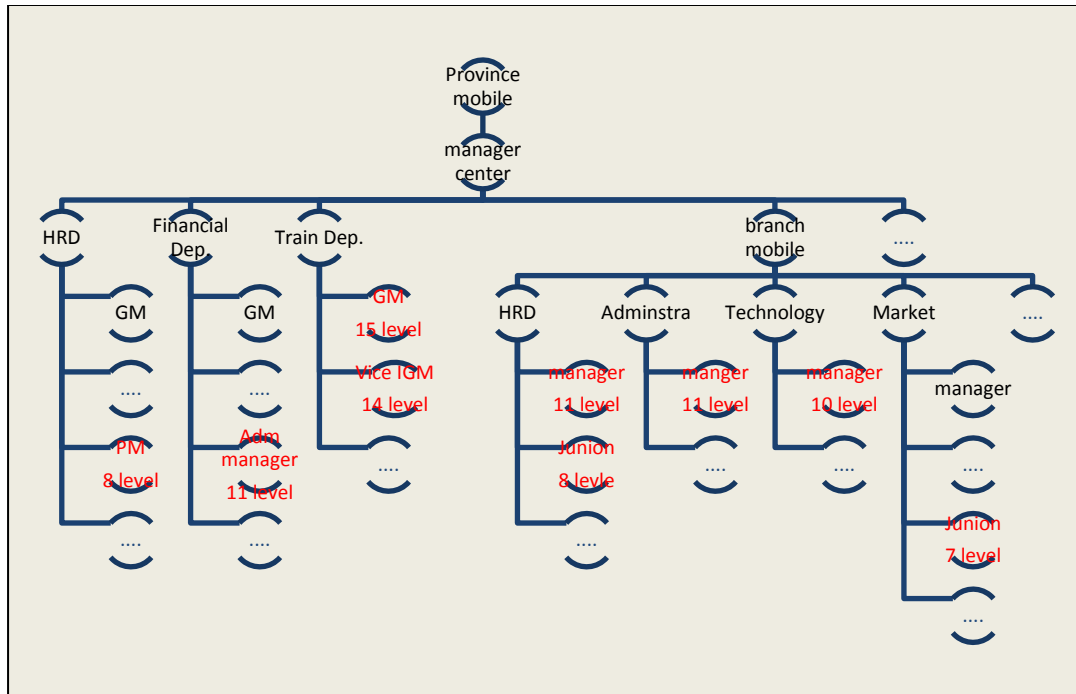 Province
mobile
manager
center
HRD
Financial
Dep.
Train Dep.
branch
mobile
....
GM
....
PM
8 level
....
GM
....
Adm
manager
11 level
....
GM
15 level
Vice IGM
14 level
....
HRD
Adminstra
Technology
Market
....
manager
11 level
Junion
8 levle
....
manger
11 level
....
manager
10 level
....
manager
....
Junion
7 level
....